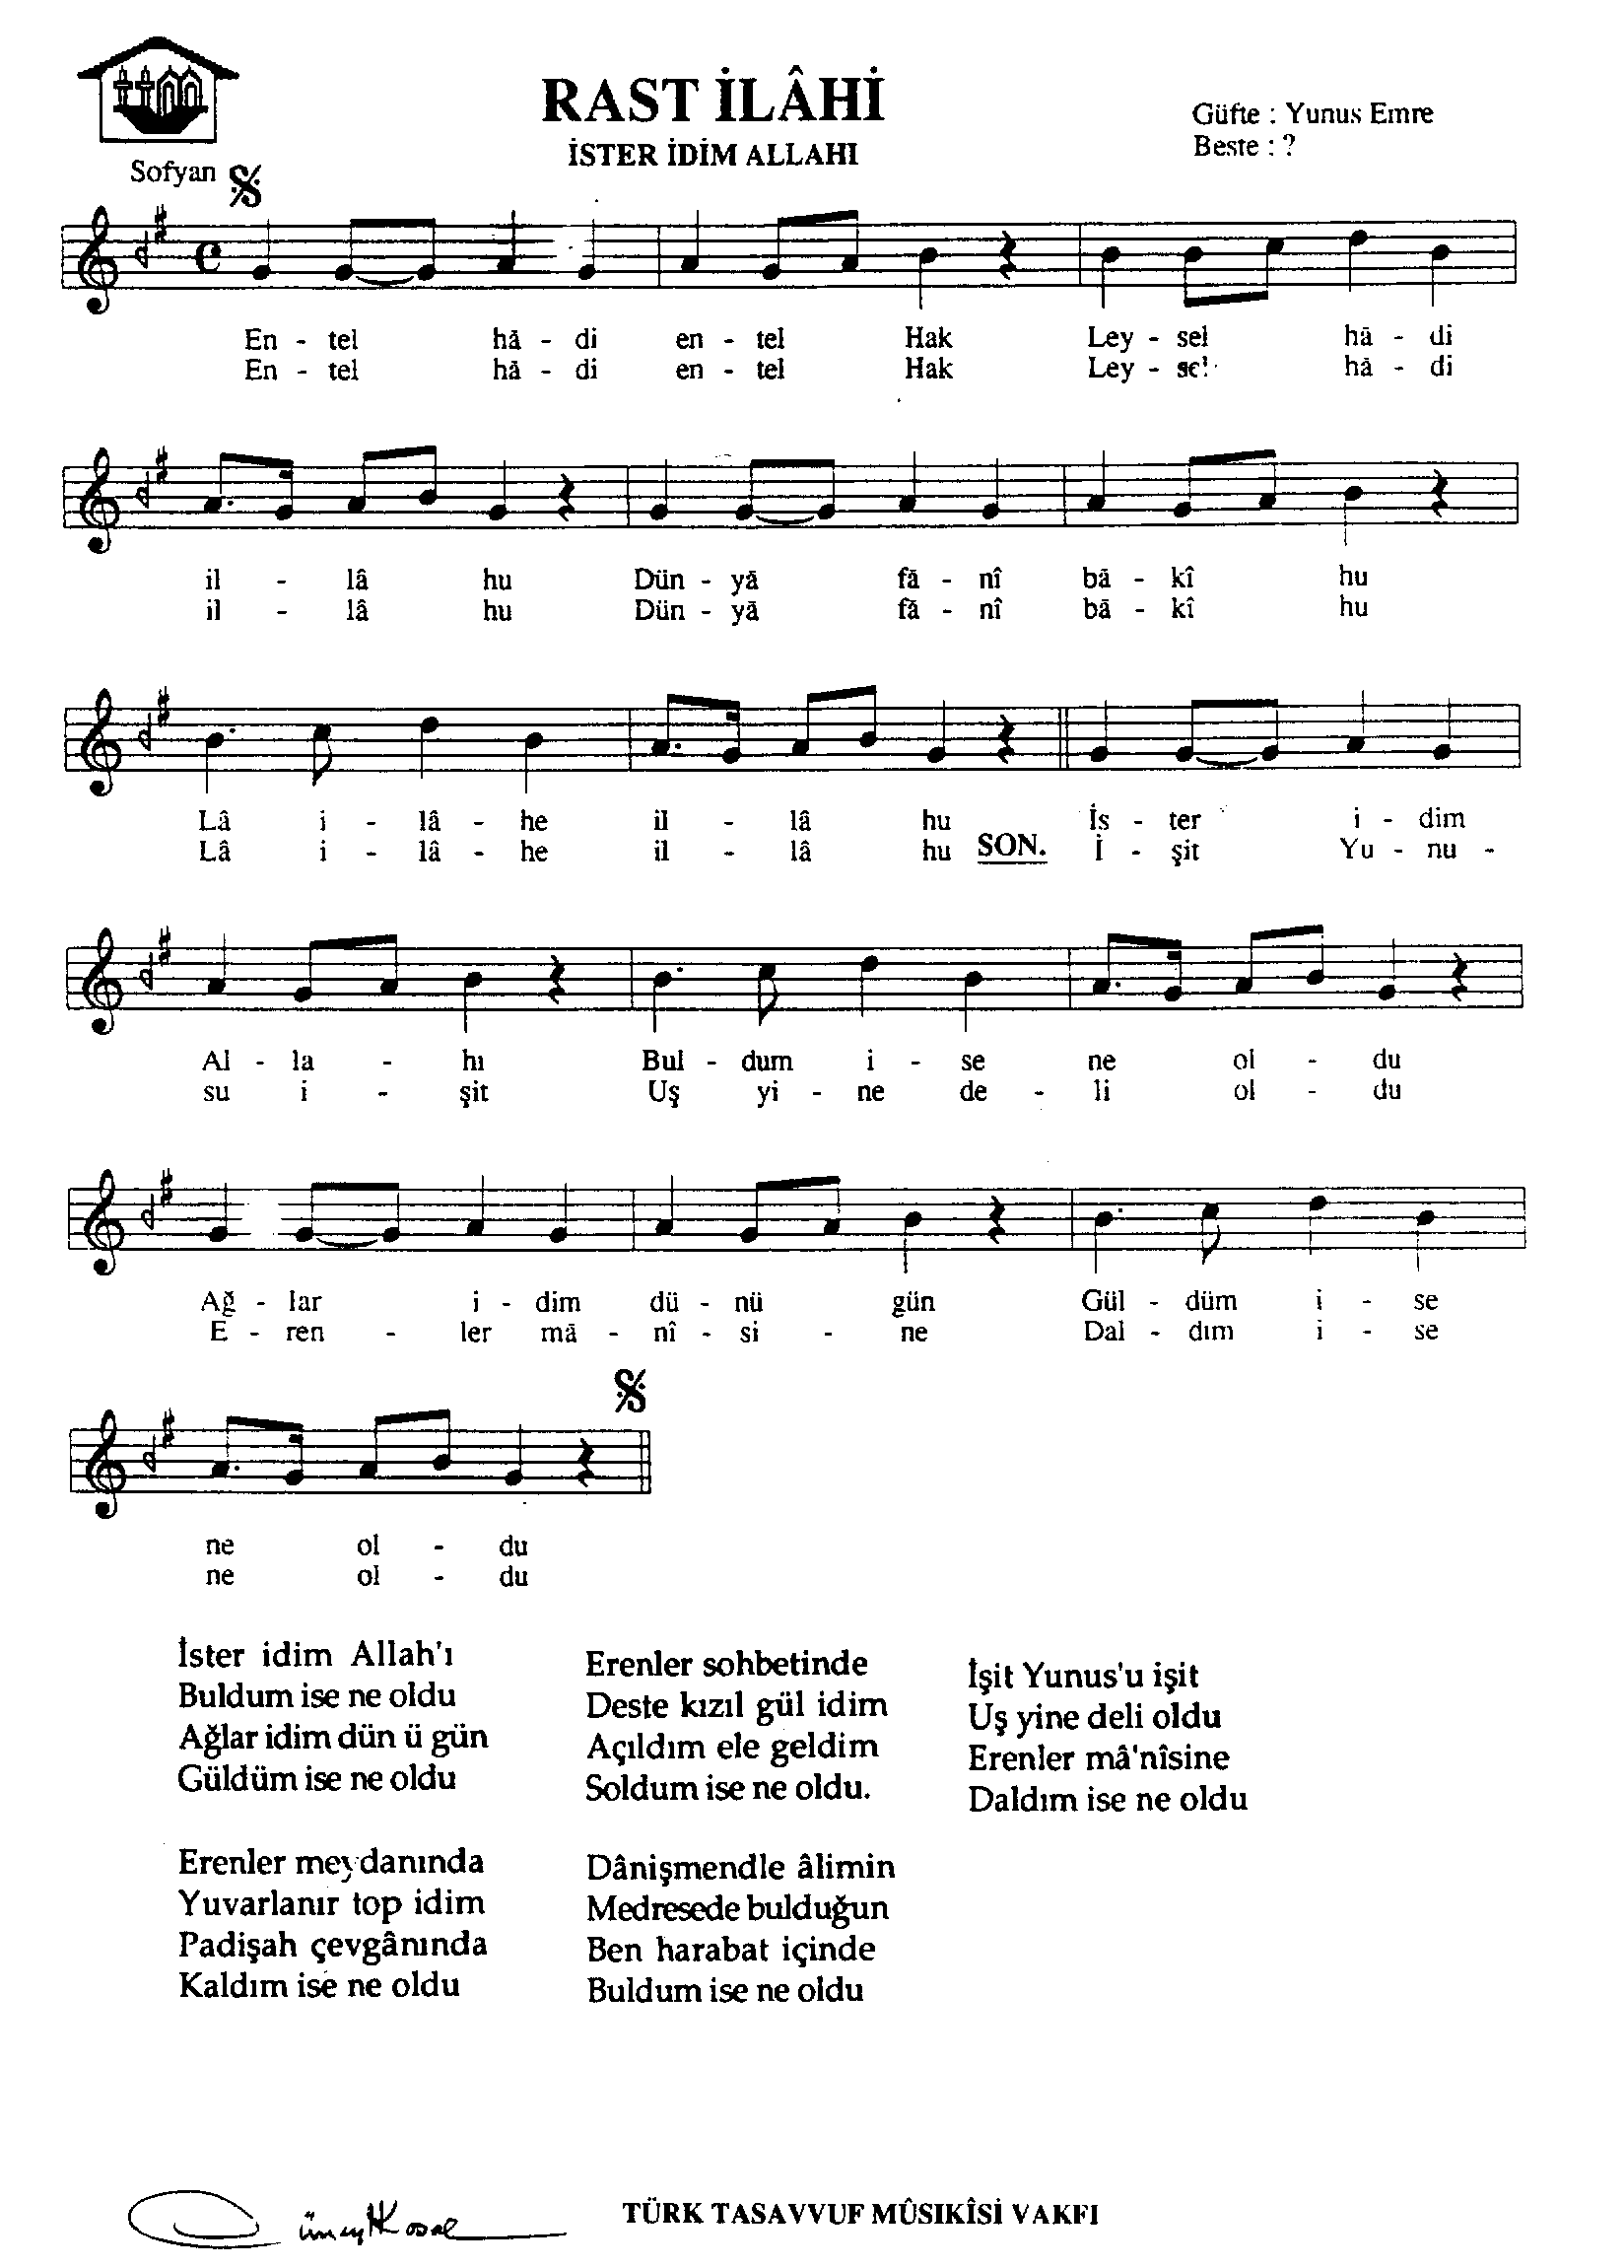 RAST İLÂHİ
İSTER İDİM ALLAHI
Güfte : Yunus Emre
Beste : ?
Sofyan
En - tel hā - di en - tel Hak Ley - sel hā - di
En - tel hā - di en - tel Hak Ley - sel hā - di
il - lâ hu Dün - yā fā - nî bā - kî hu
il - lâ hu Dün - yā fā - nî bā - kî hu
Lâ i - lâ - he il - lâ hu İs - ter i - dim
Lâ i - lâ - he il - lâ hu SON. İ - şit Yu - nu -
Al - la - hı Bul - dum i - se ne ol - du
su i - şit Uş yi - ne de - li ol - du
Ağ - lar i - dim dü - nü gün Gül - düm i - se
E - ren - ler mā - nî - si - ne Dal - dım i - se
ne ol - du
ne ol - du
İster idim Allah'ı
Buldum ise ne oldu
Ağlar idim dün ü gün
Güldüm ise ne oldu
Erenler meydanında
Yuvarlanır top idim
Padişah çevgânında
Kaldım ise ne oldu
Erenler sohbetinde
Deste kızıl gül idim
Açıldım ele geldim
Soldum ise ne oldu.
Dânişmendle âlimin
Medresede bulduğun
Ben harabat içinde
Buldum ise ne oldu
İşit Yunus'u işit
Uş yine deli oldu
Erenler mâ'nîsine
Daldım ise ne oldu
TÜRK TASAVVUF MÛSIKÎSİ VAKFI